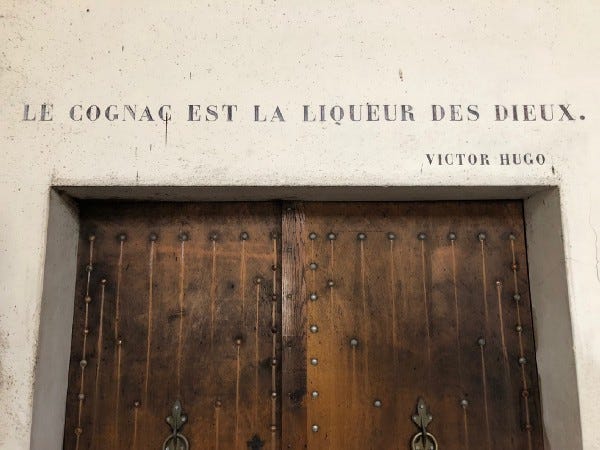 LE COGNAC EST LA LIQUEUR DES DIEUX.
VICTOR HUGO